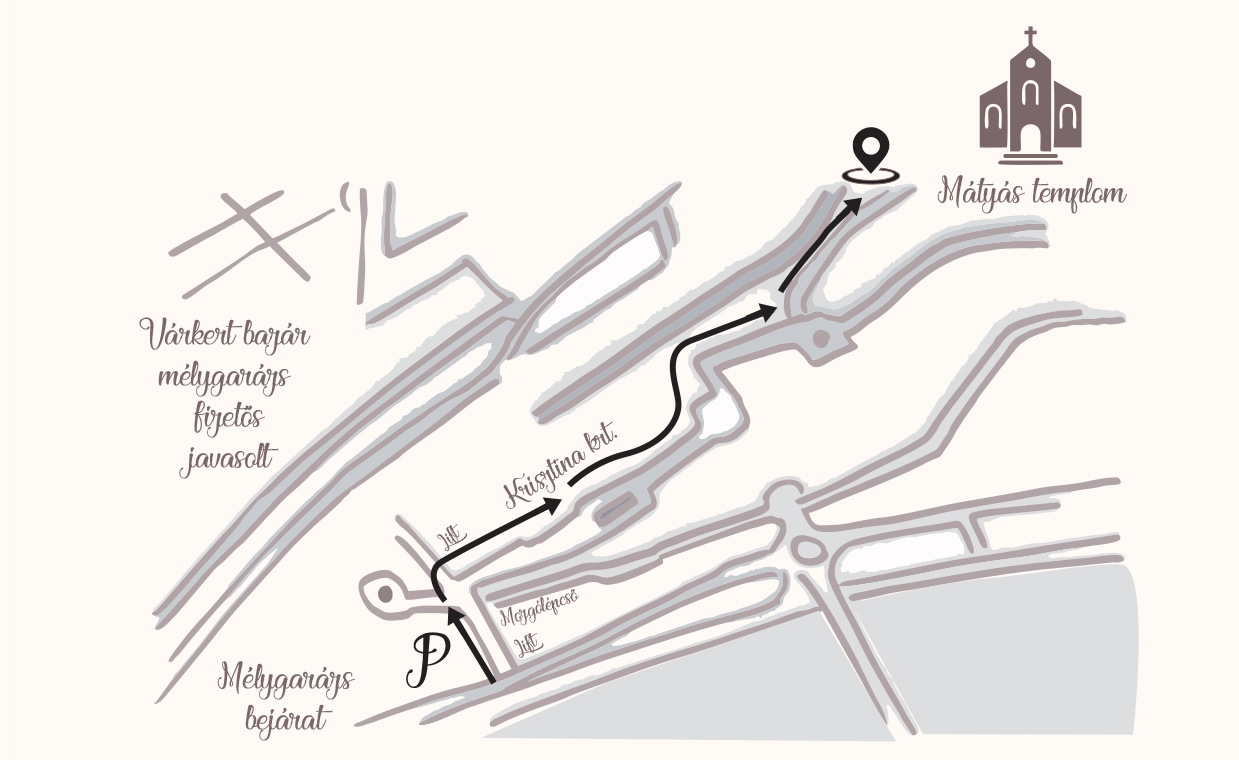 Mátyás templom
Várkert bazár
mélygarázs
fizetős
javasolt
Krisztina krt.
Lift
Mozgólépcső
Lift
P
Mélygarázs
bejárat